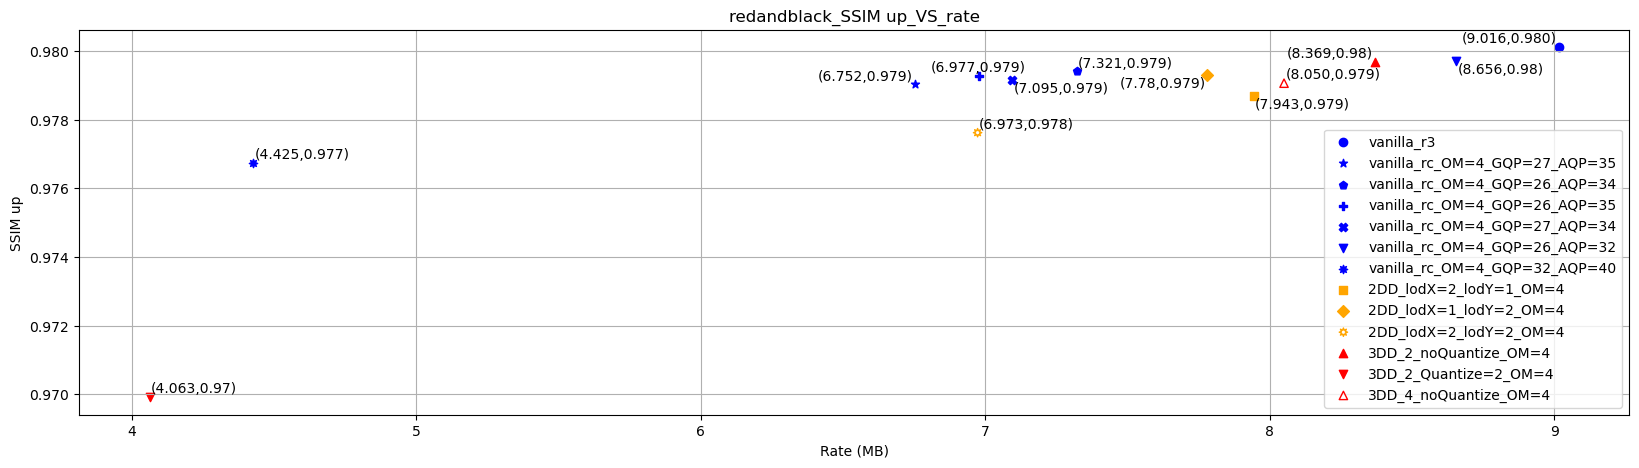 redandblack_SSIM up_VS_rate
SSIM up
0.980
0.978
0.976
0.974
0.972
0.970
(9.016,0.980)
(8.369,0.98)
(6.977,0.979)
(7.321,0.979)
(8.656,0.98)
(6.752,0.979)
(8.050,0.979)
(7.095,0.979)
(7.78,0.979)
(7.943,0.979)
(6.973,0.978)
(4.425,0.977)
(4.063,0.97)
vanilla_r3
vanilla_rc_OM=4_GQP=27_AQP=35
vanilla_rc_OM=4_GQP=26_AQP=34
vanilla_rc_OM=4_GQP=26_AQP=35
vanilla_rc_OM=4_GQP=27_AQP=34
vanilla_rc_OM=4_GQP=26_AQP=32
vanilla_rc_OM=4_GQP=32_AQP=40
2DD_lodX=2_lodY=1_OM=4
2DD_lodX=1_lodY=2_OM=4
2DD_lodX=2_lodY=2_OM=4
3DD_2_noQuantize_OM=4
3DD_2_Quantize=2_OM=4
3DD_4_noQuantize_OM=4
4 5 6 7 8 9
Rate (MB)